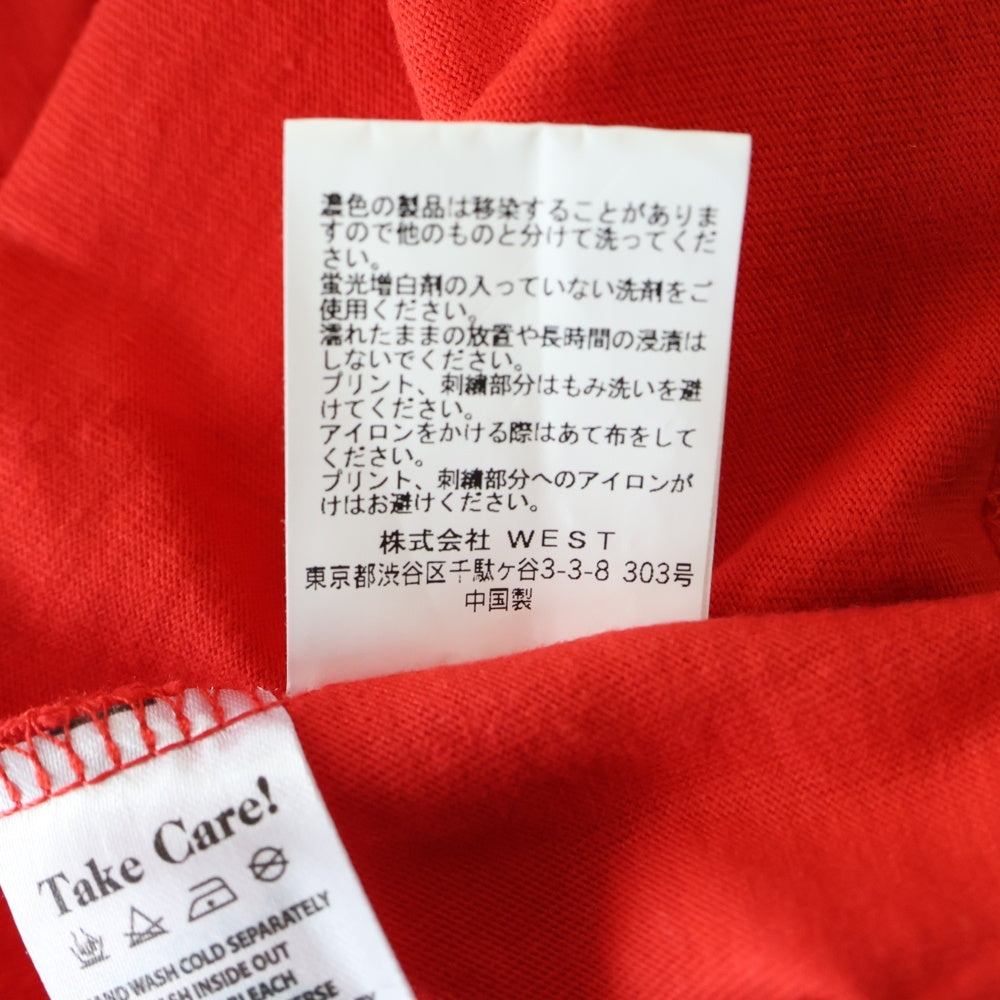 濃色の製品は移染することがありま
すので他のものと分けて洗ってくだ
さい。
蛍光増白剤の入っていない洗剤をご
使用ください。
濡れたままの放置や長時間の浸漬は
しないでください。
プリント、刺繍部分はもみ洗いを避
けてください。
アイロンをかける際はあて布をして
ください。
プリント、刺繍部分へのアイロンが
けはお避けください。
株式会社 WEST
東京都渋谷区千駄ヶ谷3-3-8 303号
中国製
Take Care!
WASH COLD SEPARATELY
INSIDE OUT
BLEACH